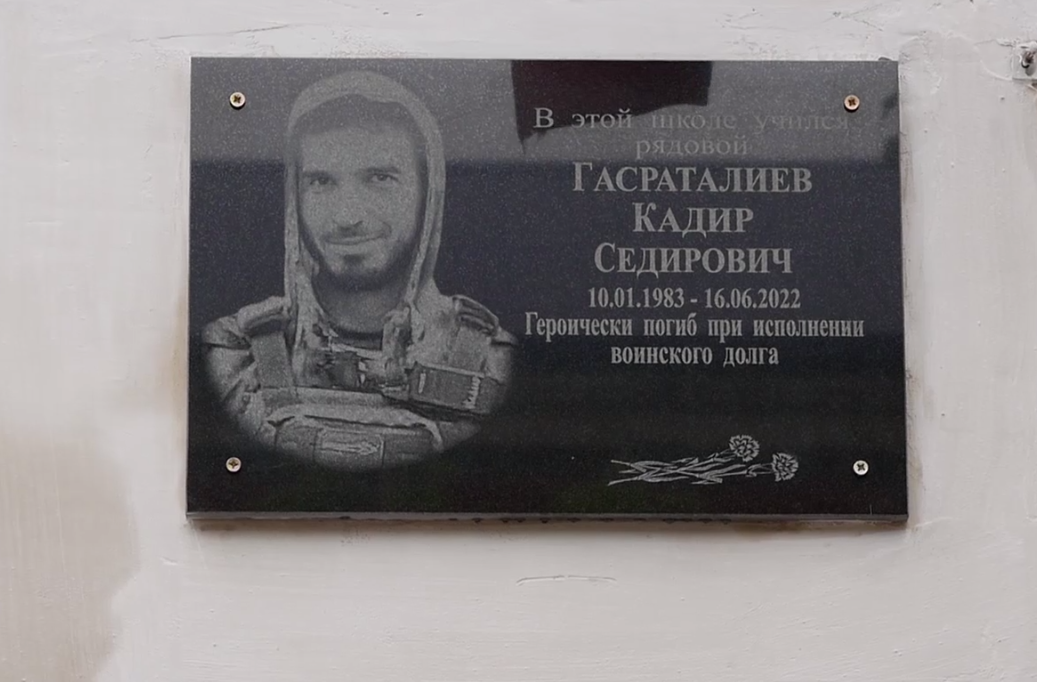 В этой школе учился
рядовой
ГАСРАТАЛИЕВ
КАДИР
СЕДИРОВИЧ
10.01.1983 - 16.06.2022
Героически погиб при исполнении
воинского долга